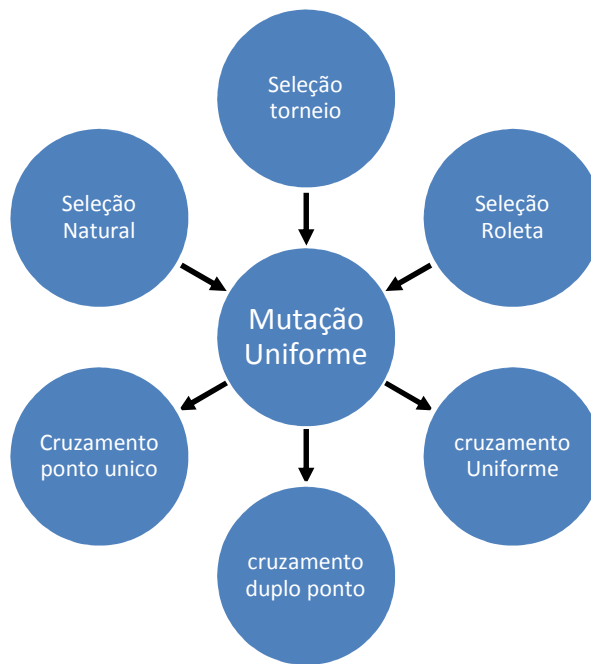 Seleção
torneio
Seleção
Natural
Seleção
Roleta
Mutação
Uniforme
Cruzamento
ponto unico
cruzamento
Uniforme
cruzamento
duplo ponto